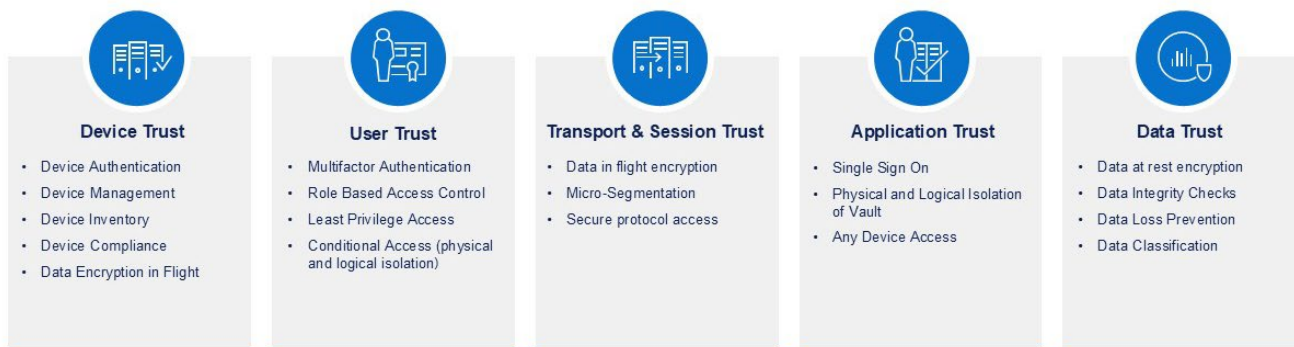 Device Trust
• Device Authentication
• Device Management
• Device Inventory
• Device Compliance
• Data Encryption in Flight
User Trust
• Multifactor Authentication
• Role Based Access Control
• Least Privilege Access
• Conditional Access (physical
and logical isolation)
Transport & Session Trust
• Data in flight encryption
• Micro-Segmentation
• Secure protocol access
Application Trust
• Single Sign On
• Physical and Logical Isolation
of Vault
• Any Device Access
Data Trust
• Data at rest encryption
• Data Integrity Checks
• Data Loss Prevention
• Data Classification